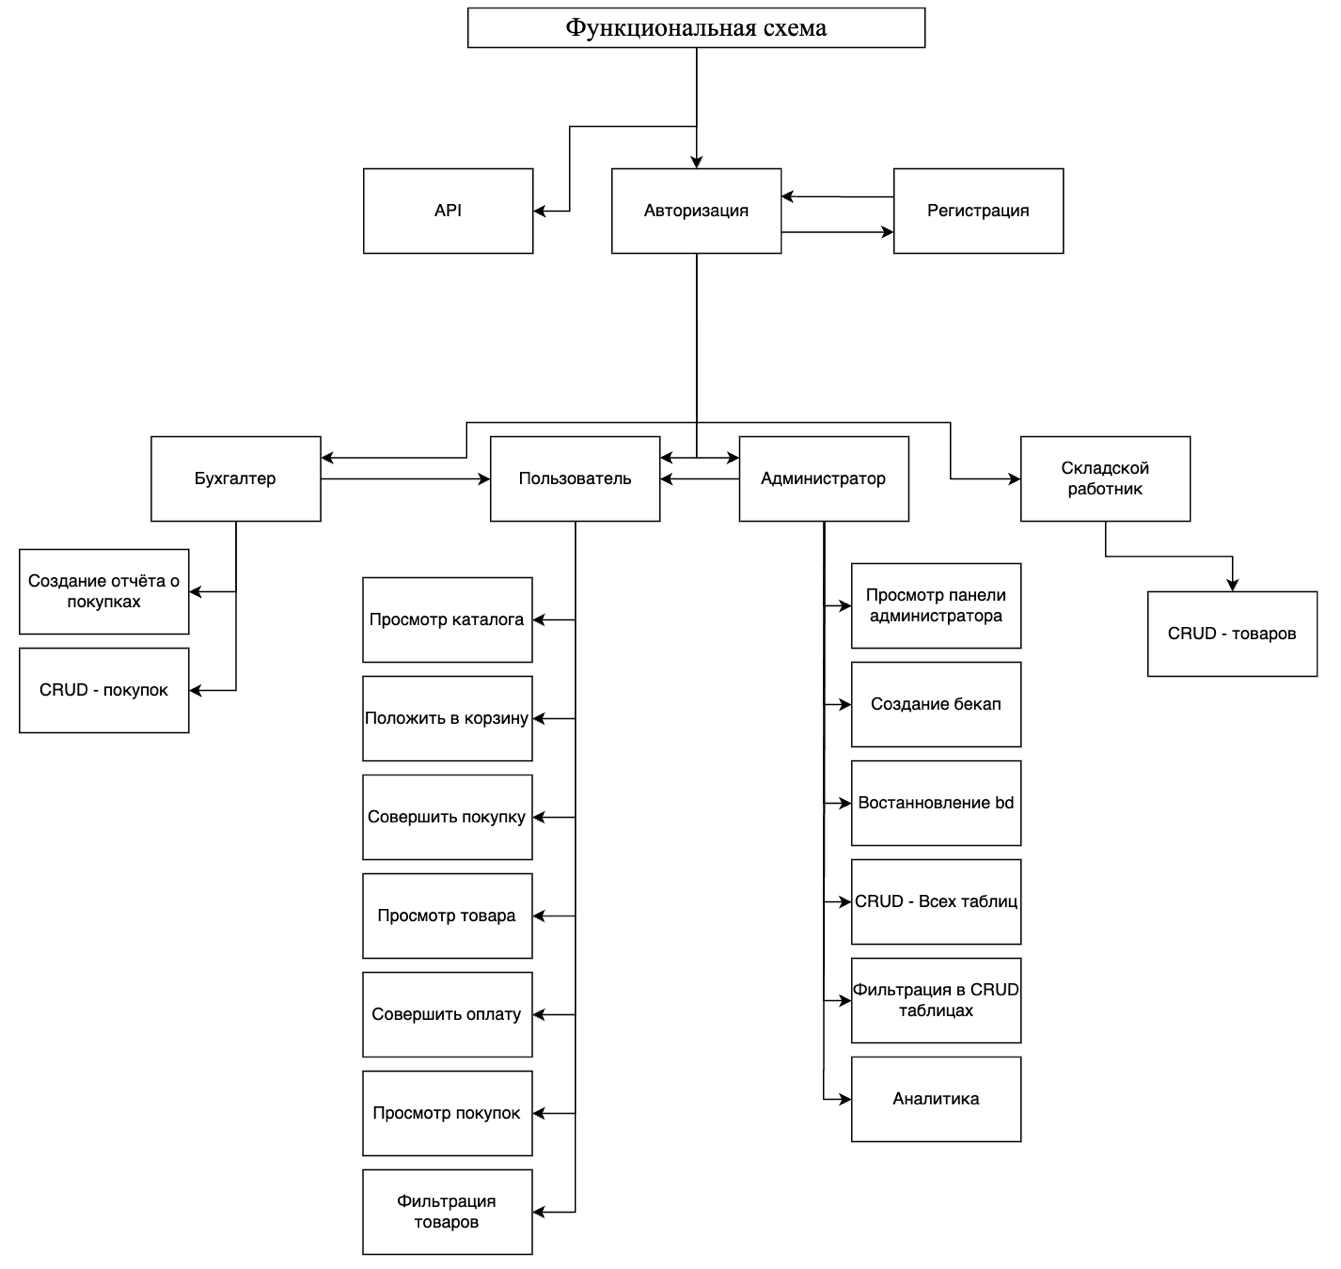 Функциональная схема
API
Авторизация
Регистрация
Бухгалтер
Пользователь
Администратор
Складской
работник
Создание отчёта о
покупках
CRUD - покупок
Просмотр каталога
Положить в корзину
Совершить покупку
Просмотр товара
Совершить оплату
Просмотр покупок
Фильтрация
товаров
Просмотр панели
администратора
Создание бекап
Востанновление bd
CRUD - Всех таблиц
Фильтрация в CRUD
таблицах
Аналитика
CRUD - товаров